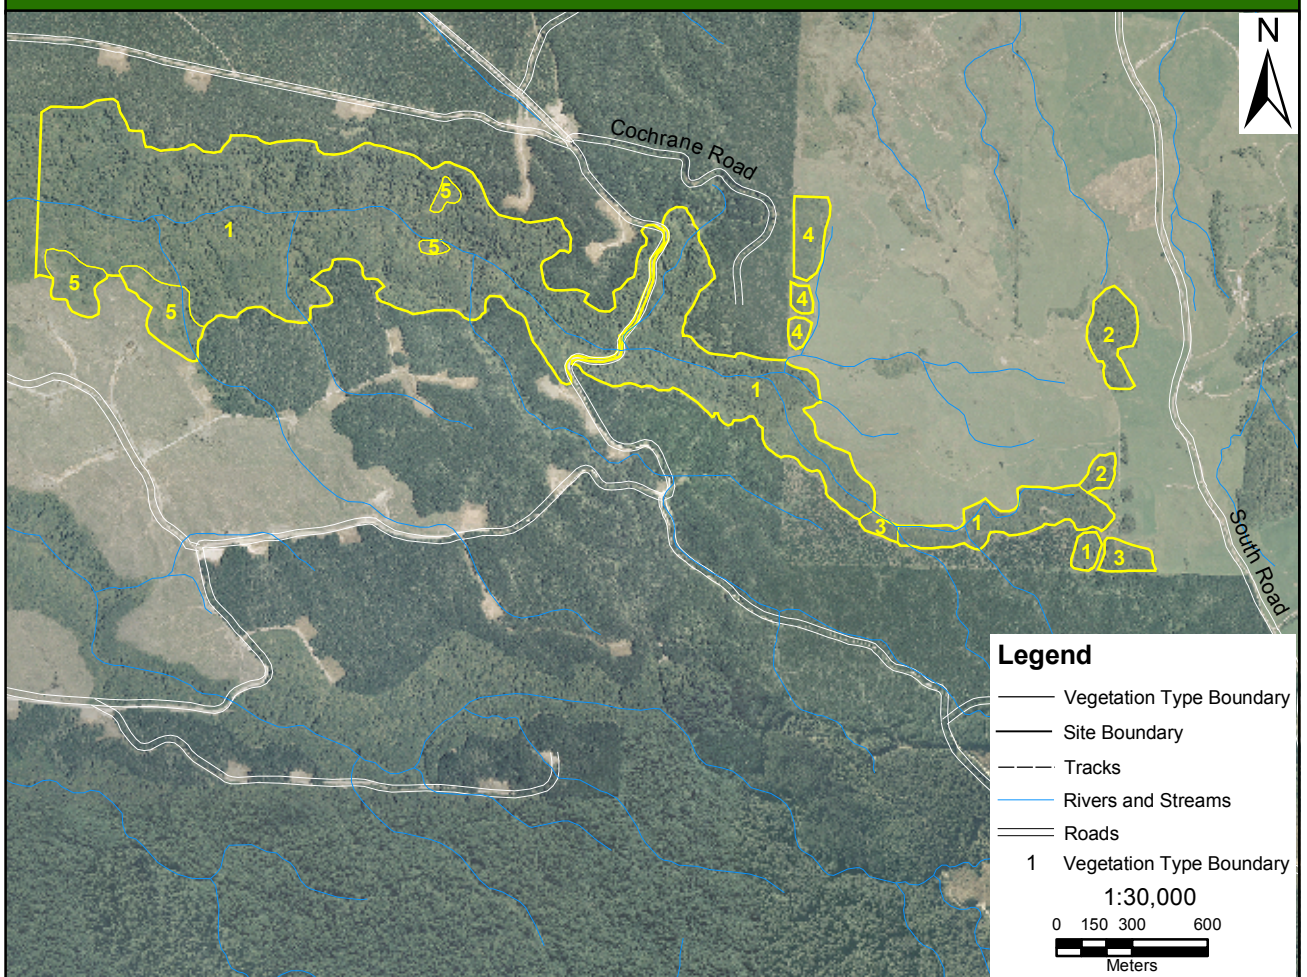 N
Cochrane Road
5
1
5
4
5
5
4
4
2
1
2
3
1
1
3
South Road
Legend
Vegetation Type Boundary
Site Boundary
Tracks
Rivers and Streams
Roads
1 Vegetation Type Boundary
1:30,000
0 150 300 600
Meters